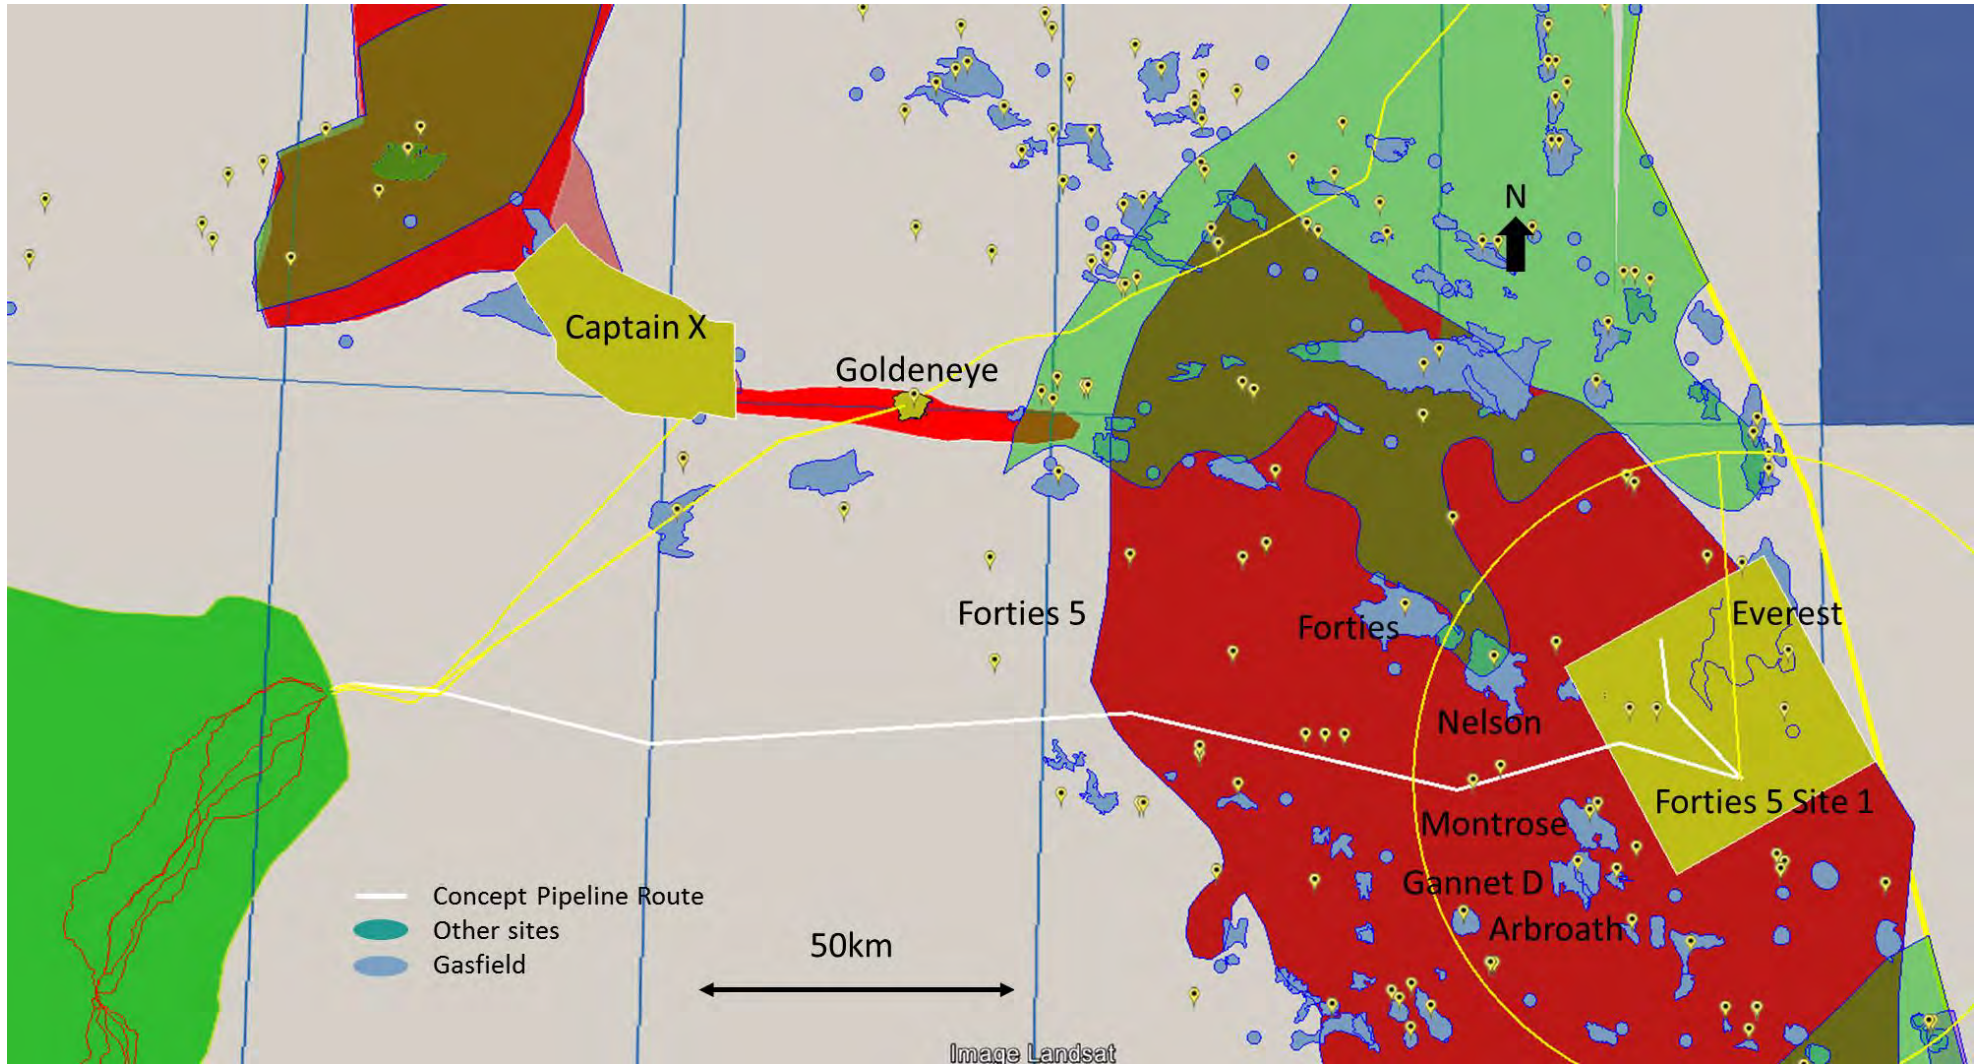 N
Captain X
Goldeneye
Forties 5
Forties
Everest
Nelson
Forties 5 Site 1
Montrose
Gannet D
Arbroath
Concept Pipeline Route
Other sites
Gasfield
50km
Image Landsat